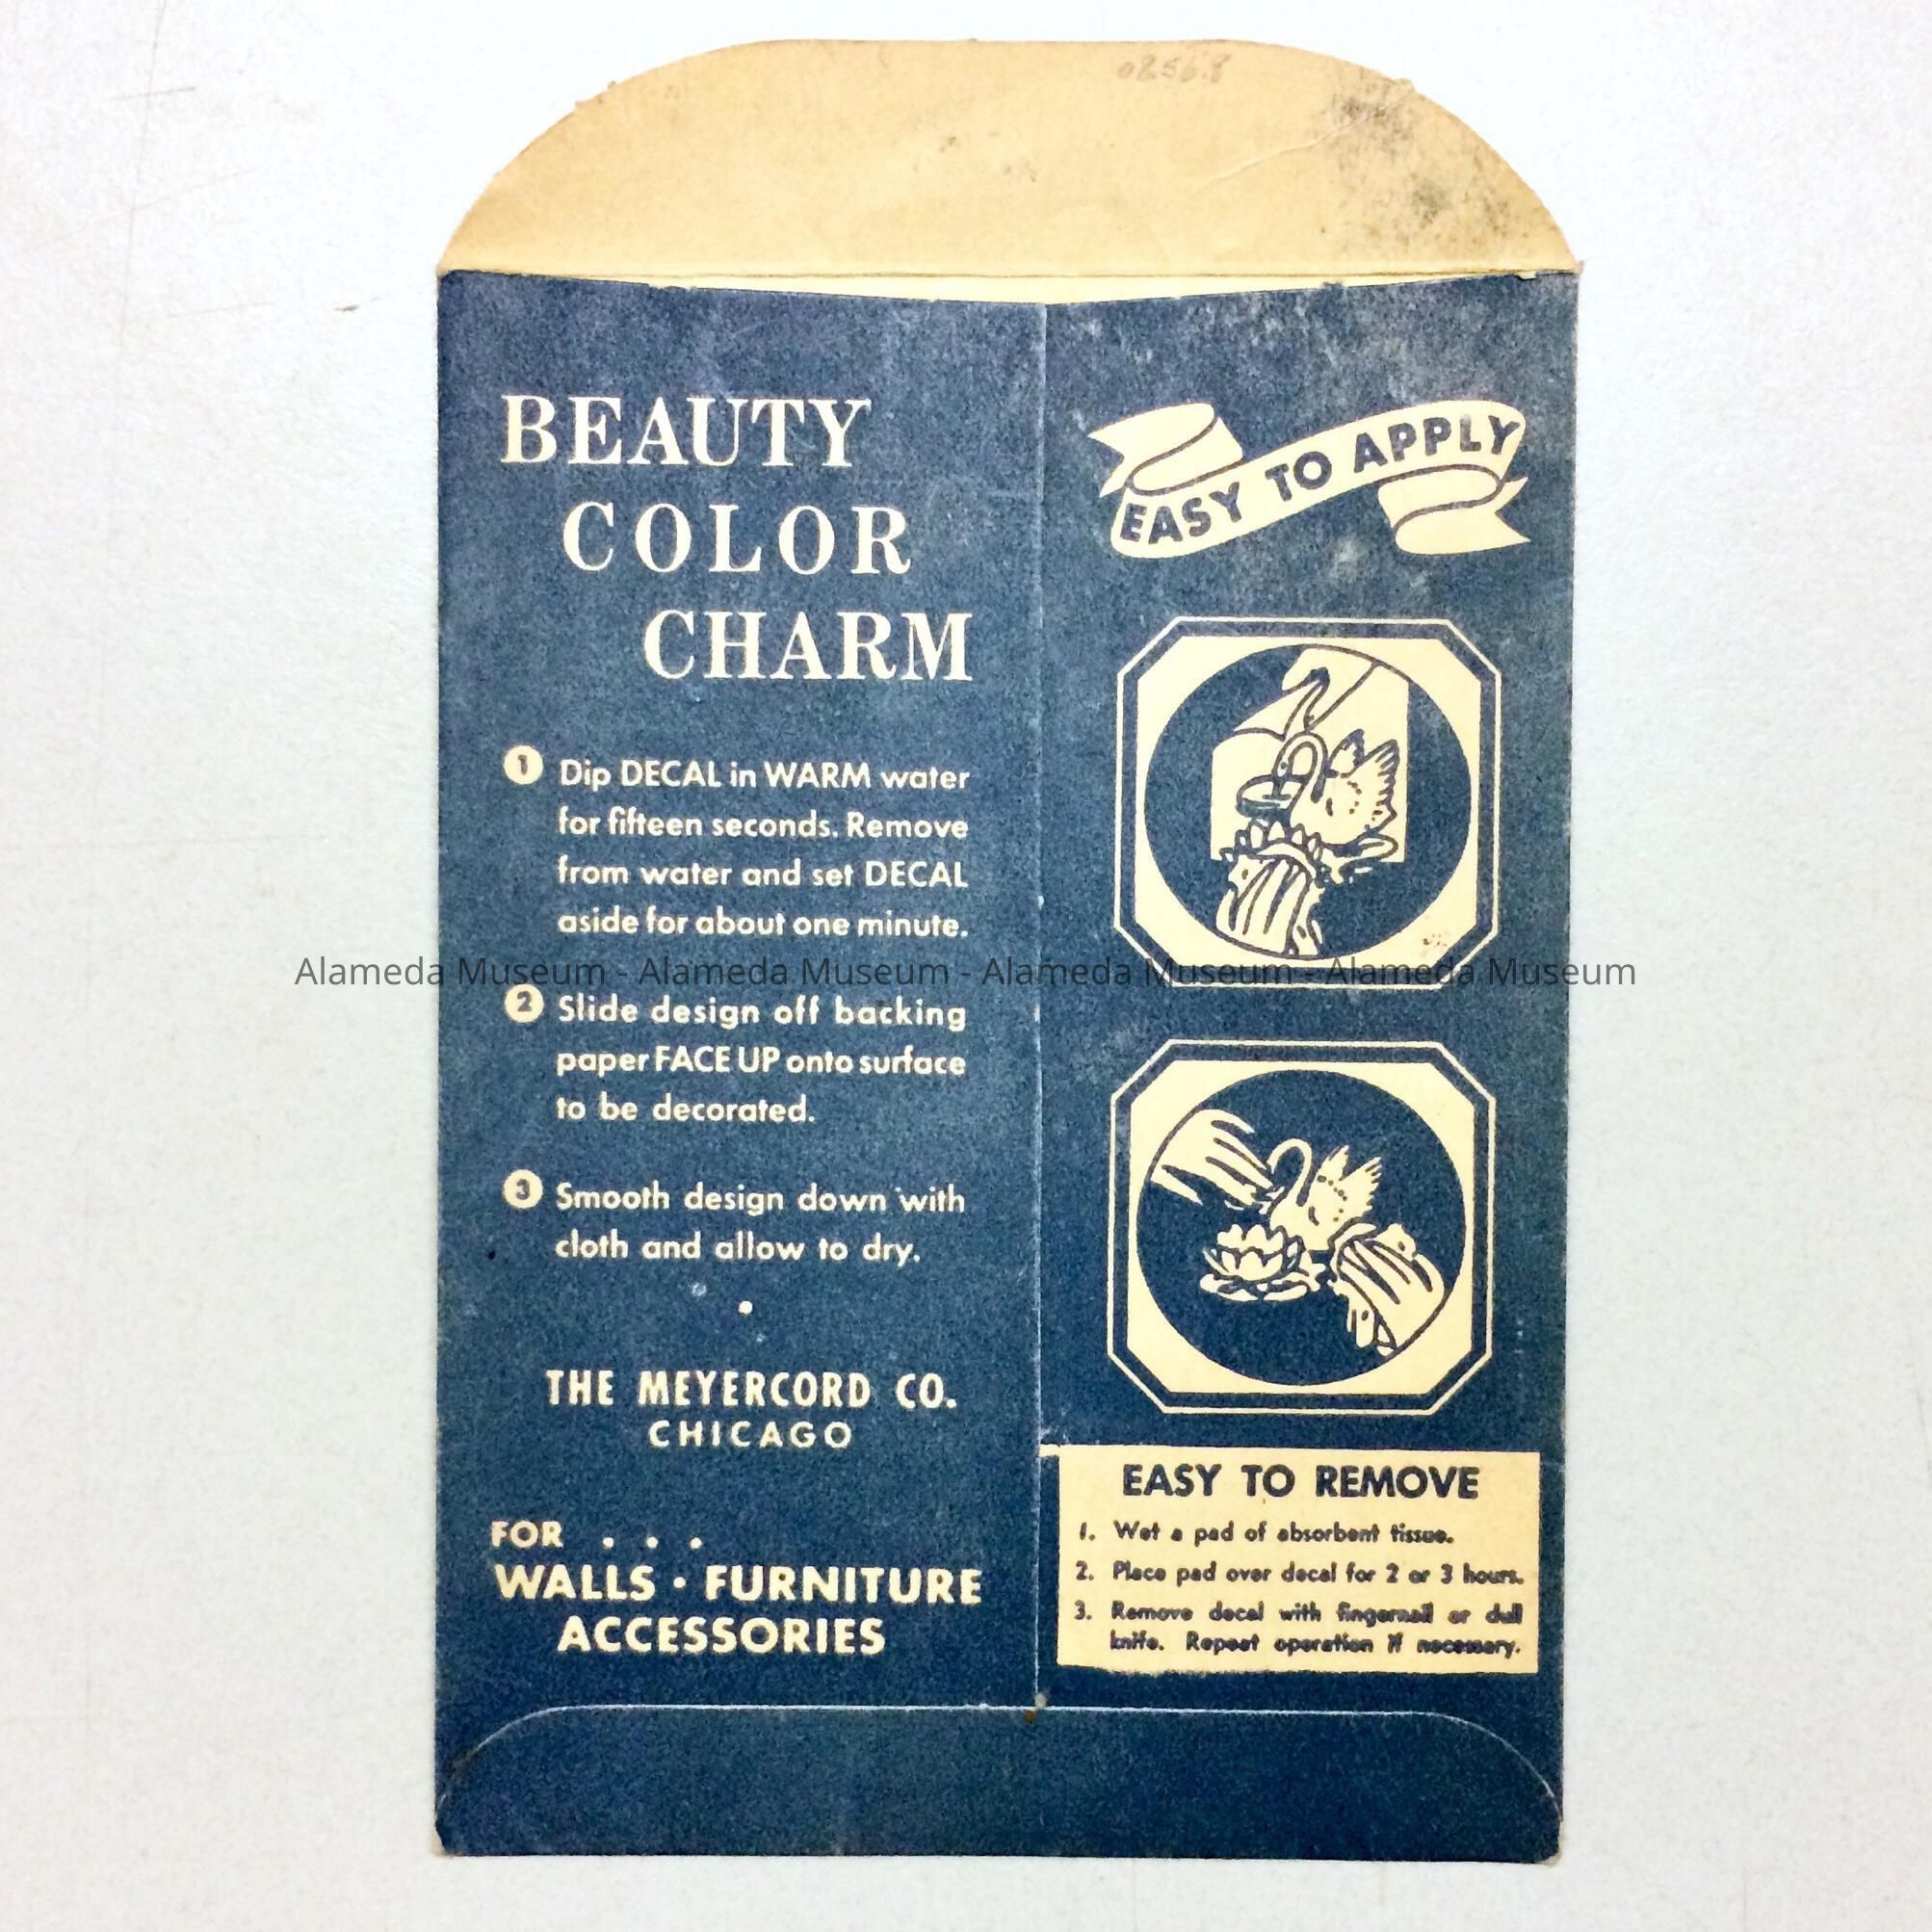 BEAUTY
COLOR
CHARM
1 Dip DECAL in WARM water
for fifteen seconds. Remove
from water and set DECAL
aside for about one minute.
2 Slide design off backing
paper FACE UP onto surface
to be decorated.
3 Smooth design down with
cloth and allow to dry.
THE MEYERCORD CO.
CHICAGO
FOR . . .
WALLS · FURNITURE
ACCESSORIES
EASY TO APPLY
EASY TO REMOVE
1. Wet a pad of absorbent tissue.
2. Place pad over decal for 2 or 3 hours.
3. Remove decal with fingernail or dull
knife. Repeat operation if necessary.
Alameda Museum - Alameda Museum - Alameda Museum - Alameda Museum